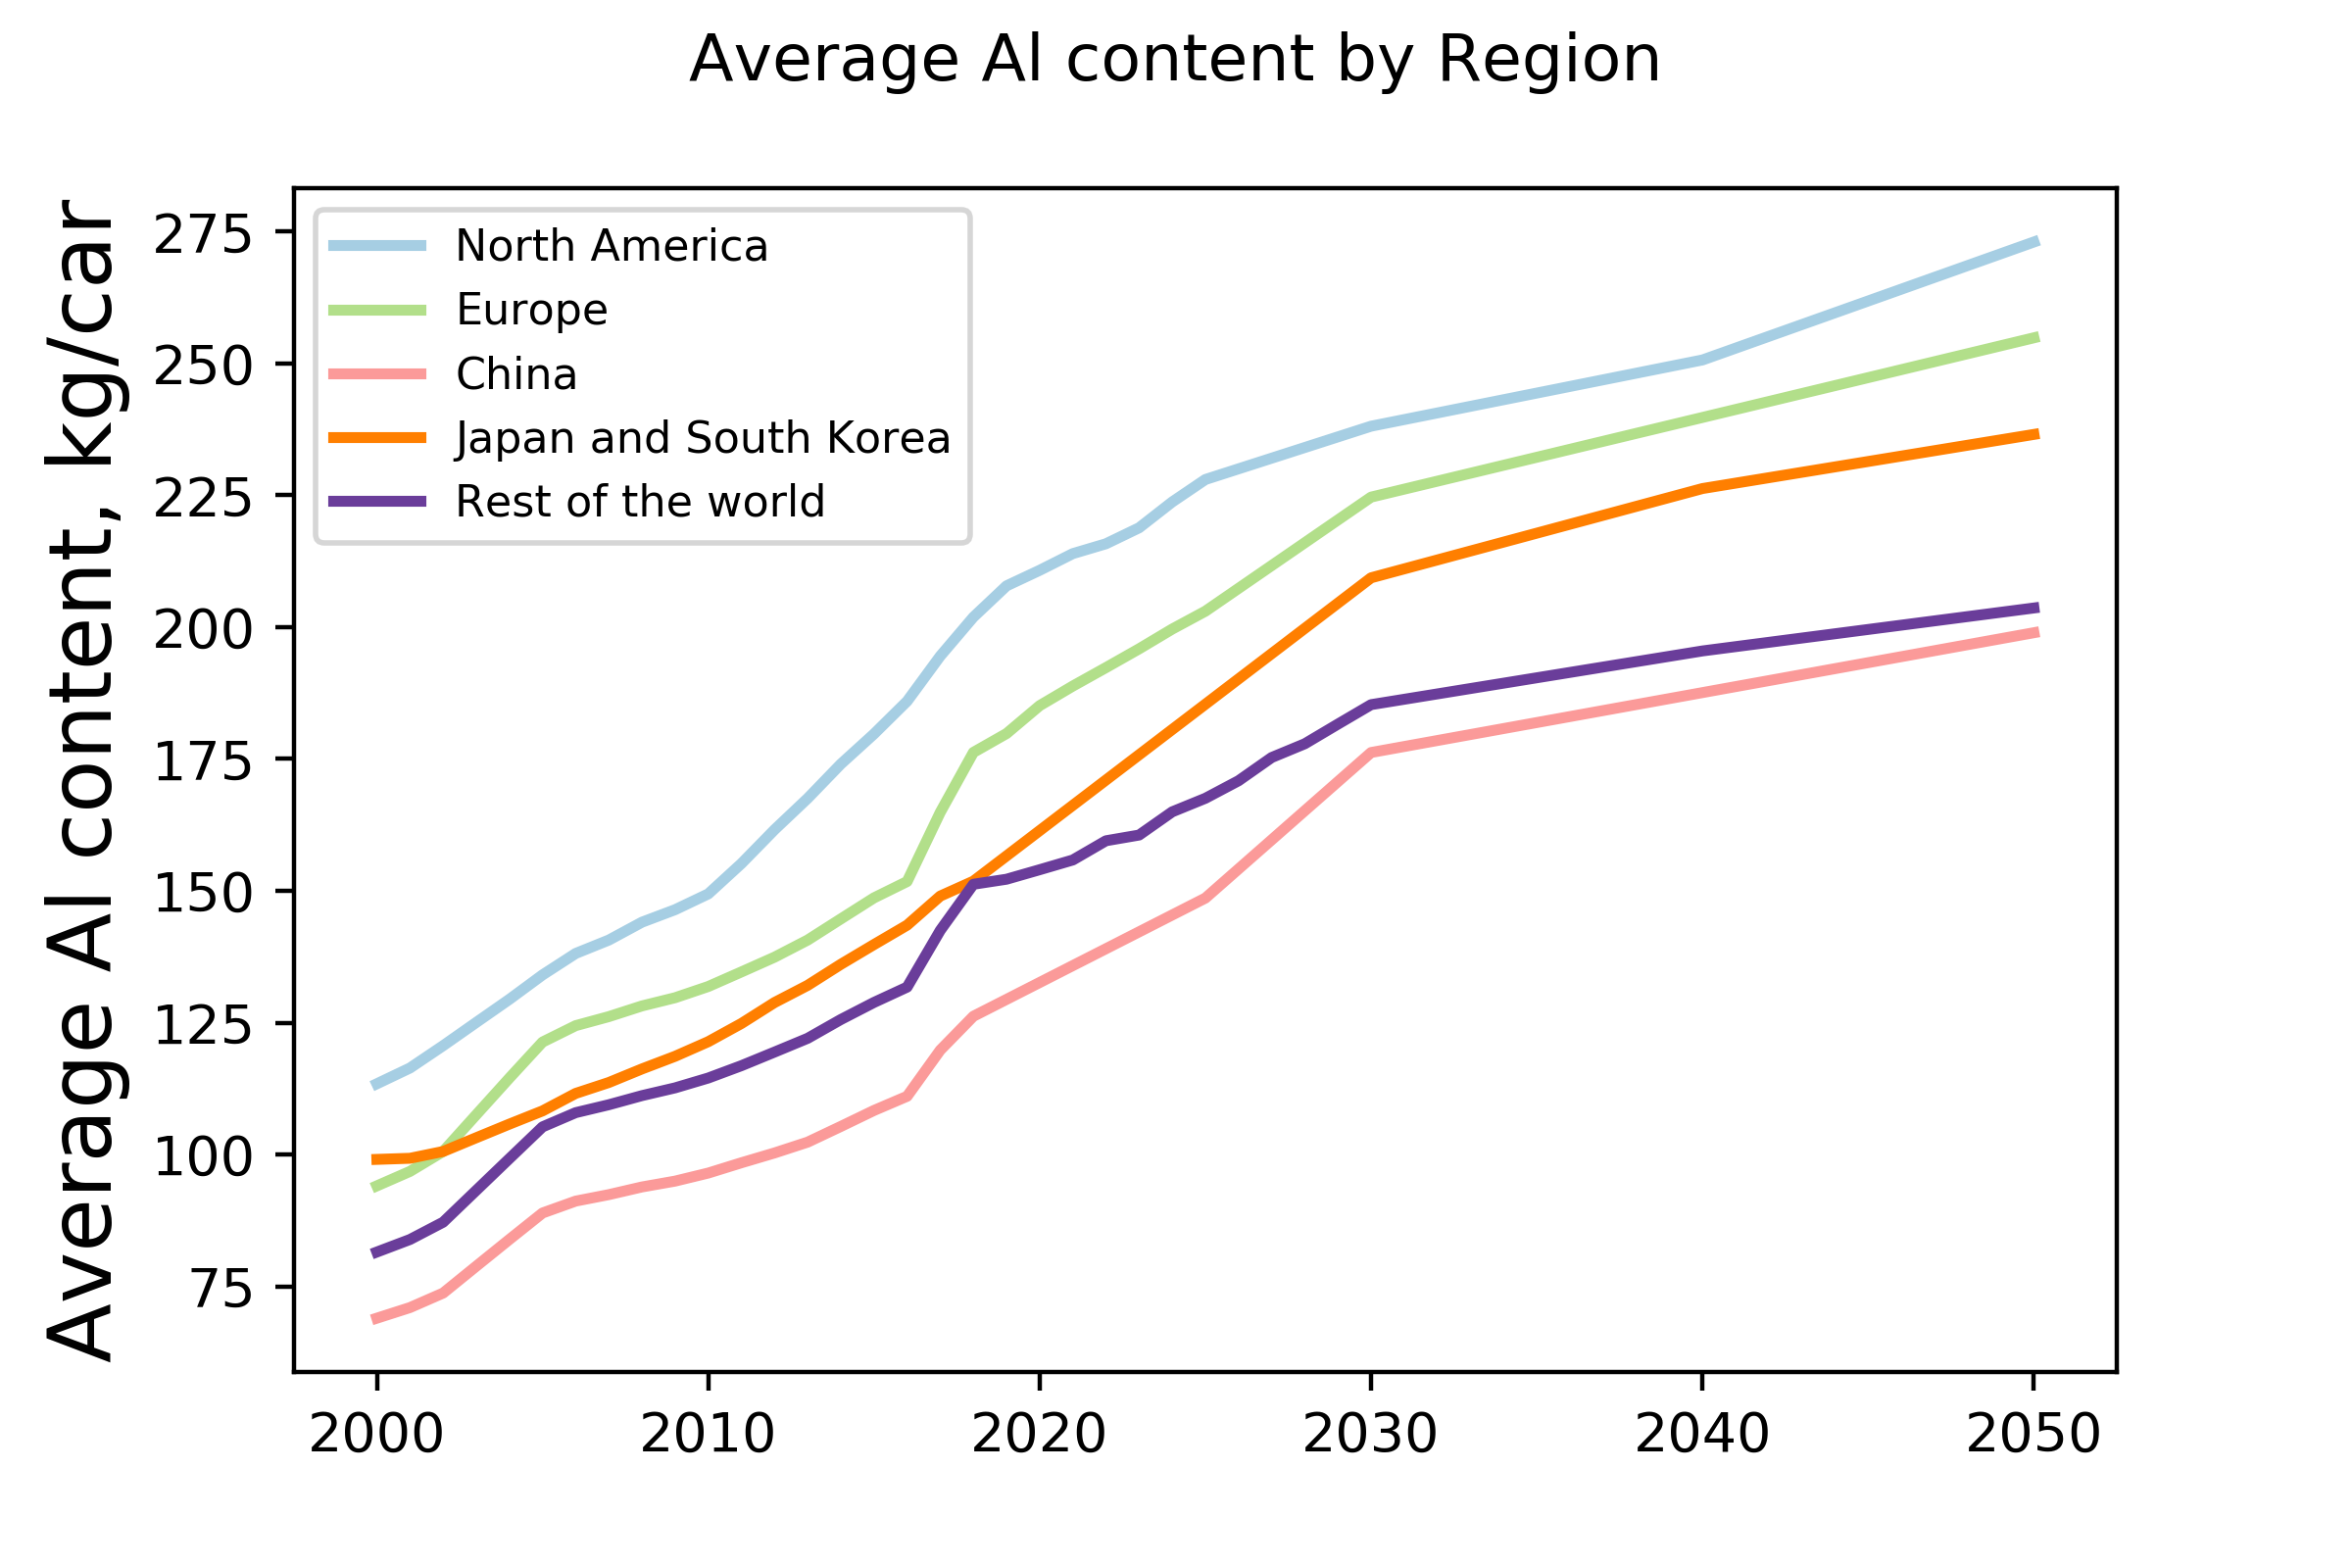 Average Al content by Region
Average Al content, kg/car
275
250
225
200
175
150
125
100
75
North America
Europe
China
Japan and South Korea
Rest of the world
2000 2010 2020 2030 2040 2050